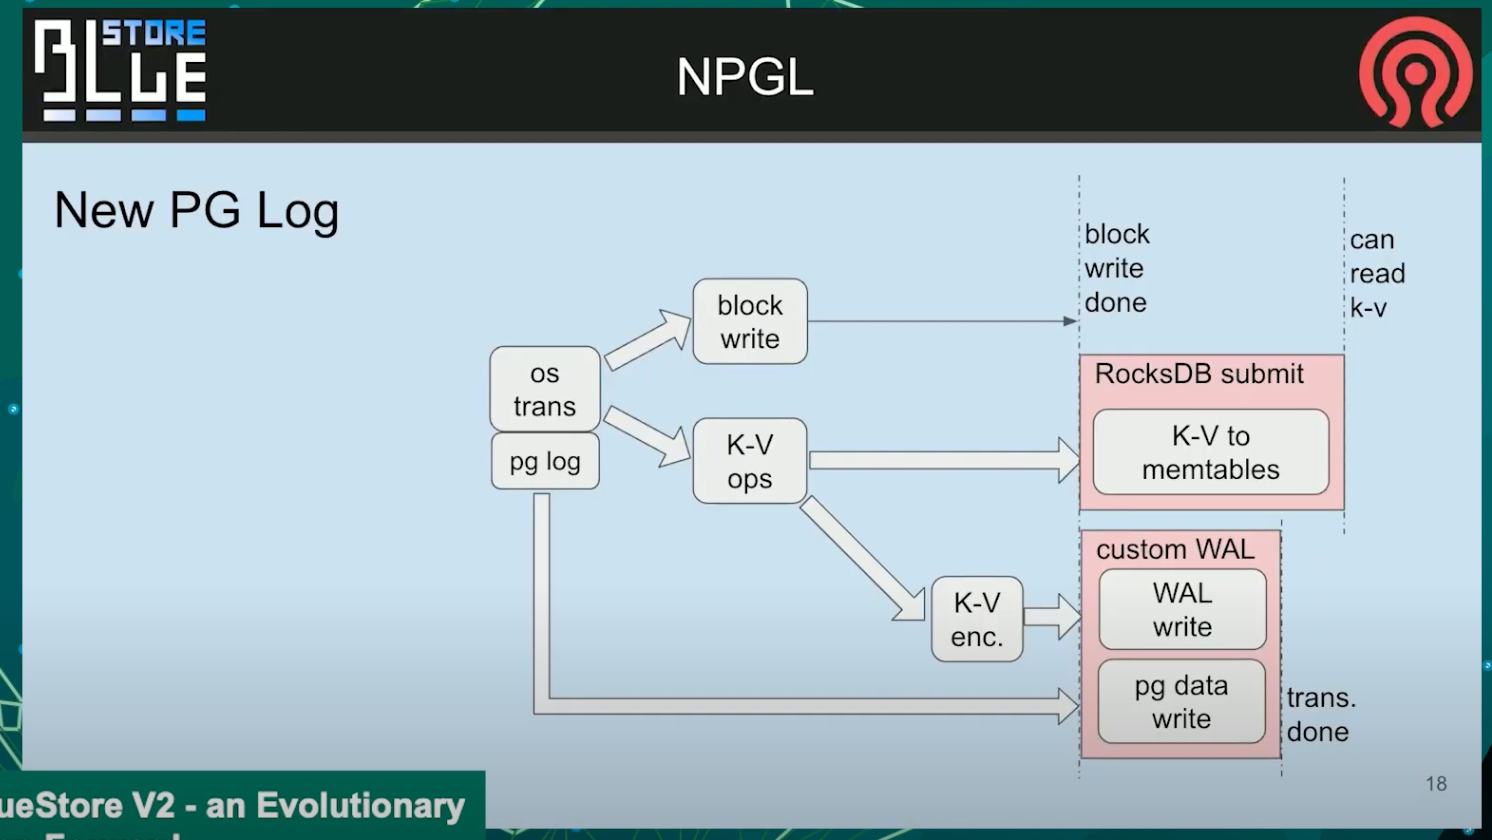 BLUE STORE
NPGL
New PG Log
block
write
done
can
read
k-v
block
write
os
trans
pg log
K-V
ops
RocksDB submit
K-V to
memtables
custom WAL
WAL
write
K-V
enc.
pg data
write
trans.
done
18
ueStore V2 - an Evolutionary